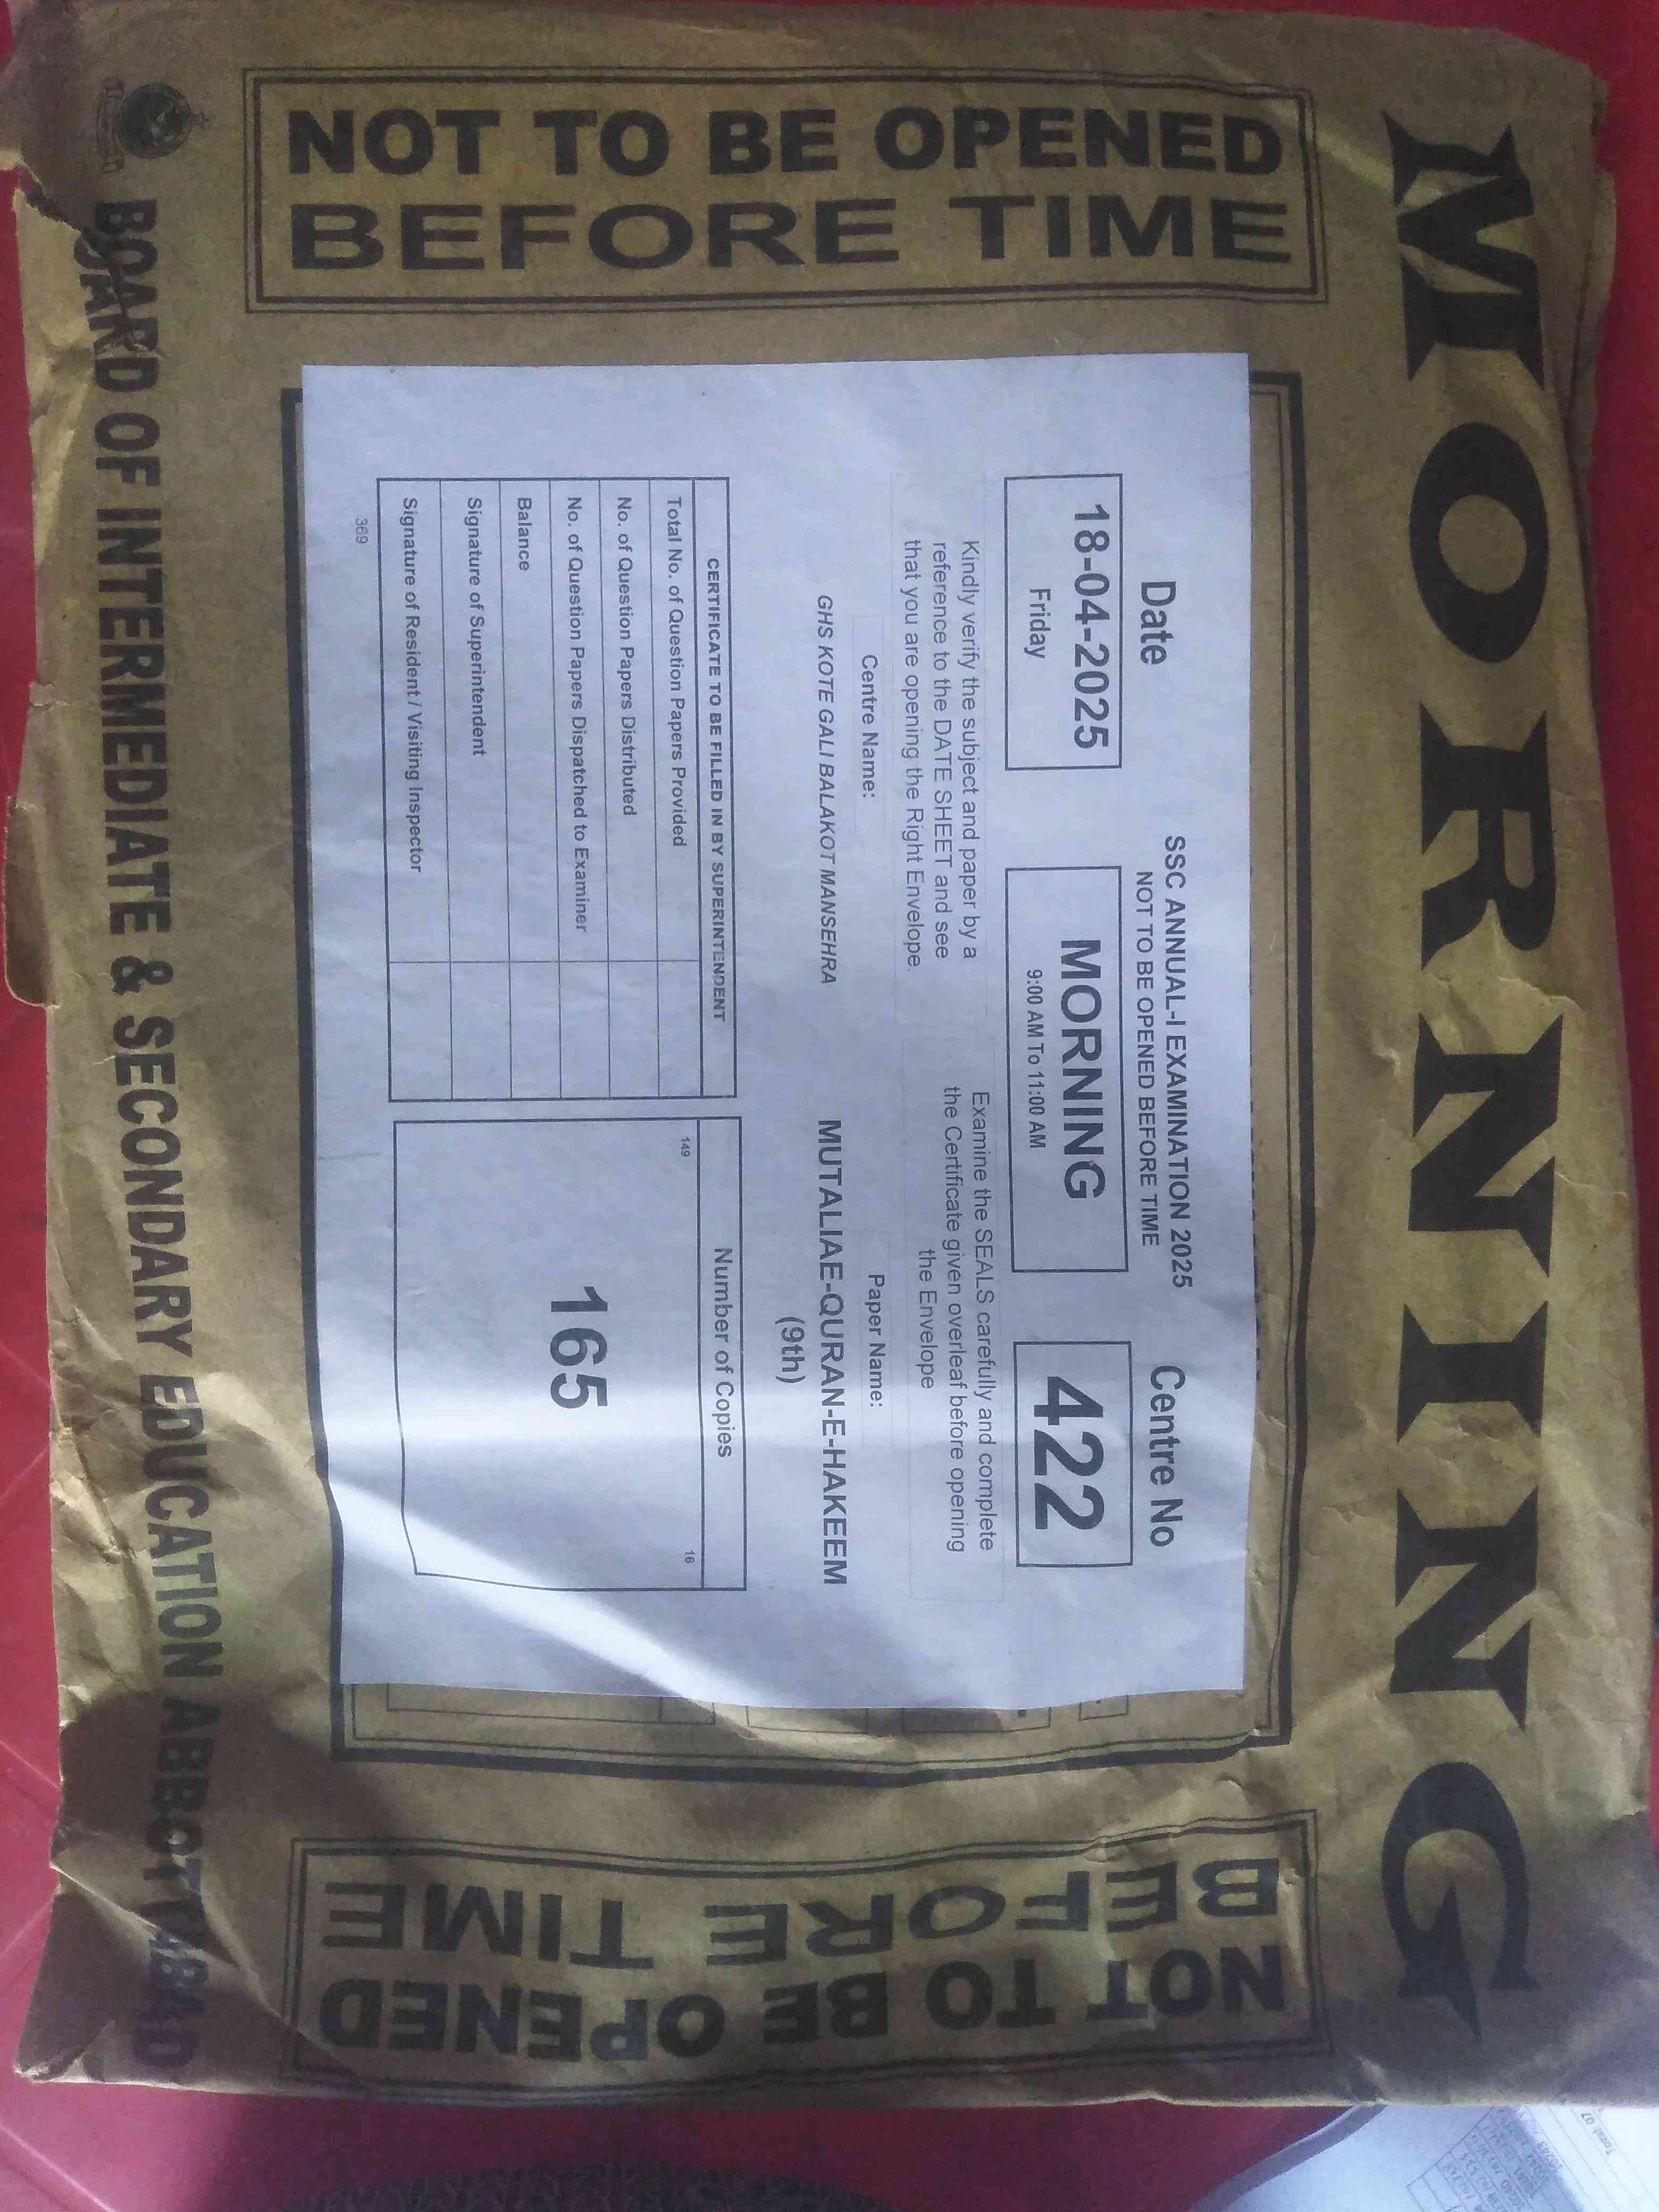 MORNING
NOT TO BE OPENED
BEFORE TIME
SSC ANNUAL-I EXAMINATION 2025
NOT TO BE OPENED BEFORE TIME
Date
Centre No
18-04-2025
Friday
MORNING
9:00 AM To 11:00 AM
422
Kindly verify the subject and paper by a
reference to the DATE SHEET and see
that you are opening the Right Envelope.
Examine the SEALS carefully and complete
the Certificate given overleaf before opening
the Envelope
Centre Name:
GHS KOTE GALI BALAKOT MANSEHRA
Paper Name:
MUTALIAE-QURAN-E-HAKEEM
(9th)
CERTIFICATE TO BE FILLED IN BY SUPERINTENDENT
Total No. of Question Papers Provided
No. of Question Papers Distributed
No. of Question Papers Dispatched to Examiner
Balance
Signature of Superintendent
Signature of Resident / Visiting Inspector
369
Number of Copies
149
16
165
NOT TO BE OPENED
BEFORE TIME
BOARD OF INTERMEDIATE & SECONDARY EDUCATION ABBOTTABAD
Total 07